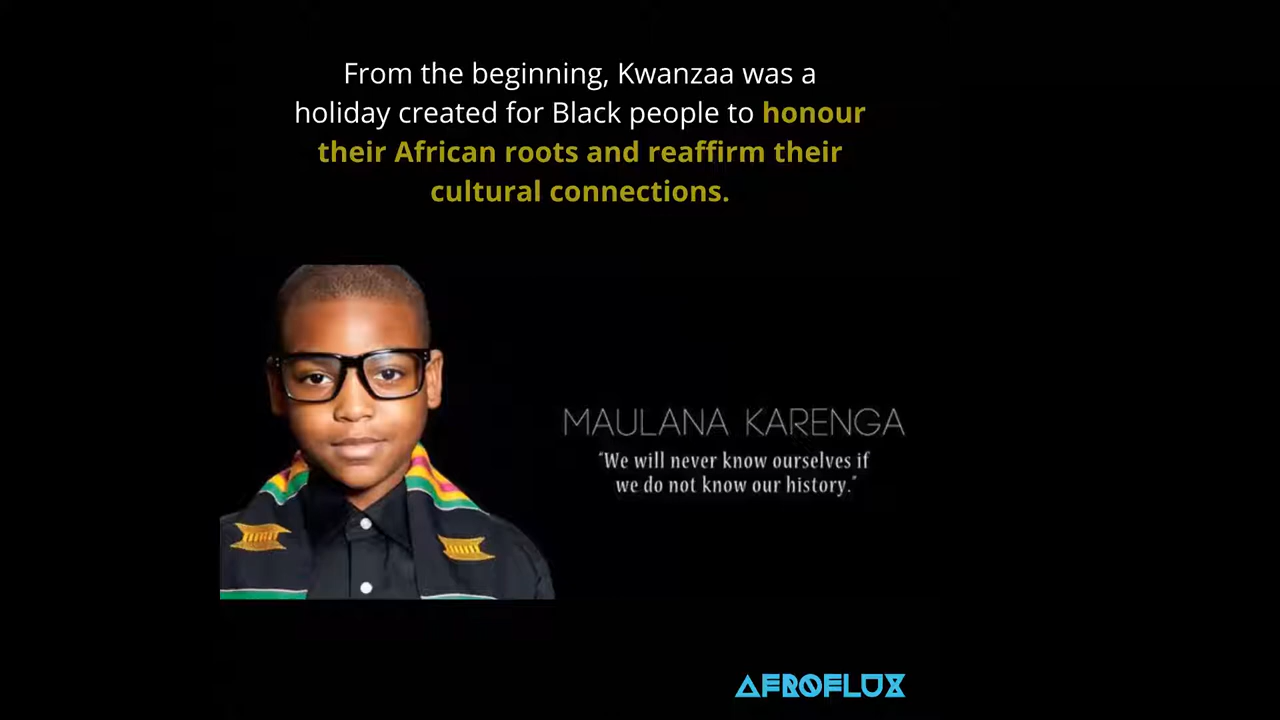 From the beginning, Kwanzaa was a
holiday created for Black people to honour
their African roots and reaffirm their
cultural connections.
MAULANA KARENGA
"We will never know ourselves if
we do not know our history."
AFROFLUX